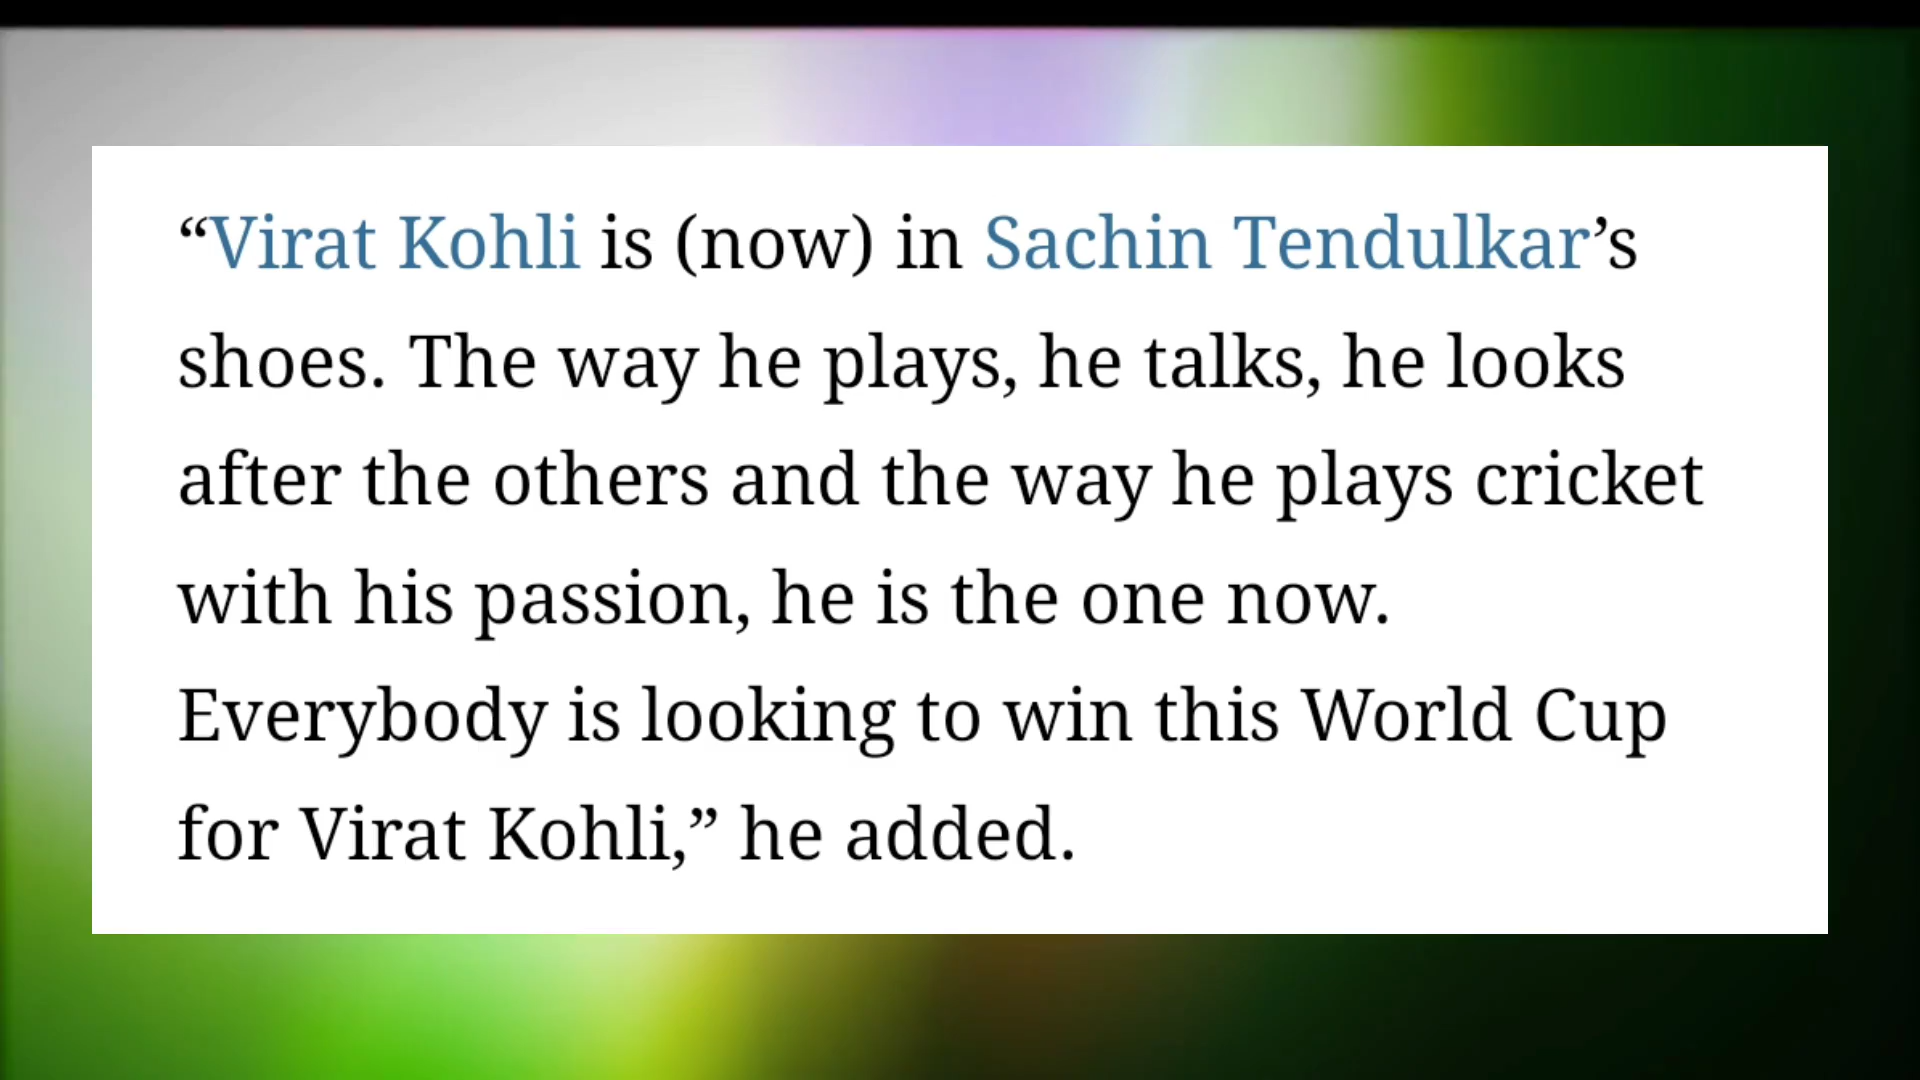 “Virat Kohli is (now) in Sachin Tendulkar’s
shoes. The way he plays, he talks, he looks
after the others and the way he plays cricket
with his passion, he is the one now.
Everybody is looking to win this World Cup
for Virat Kohli,” he added.